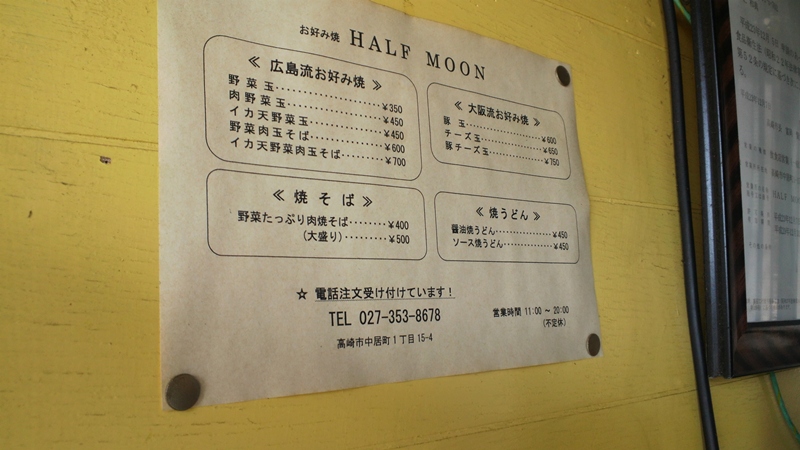 お好み焼 HALF MOON
≪ 広島流お好み焼 ≫
野菜玉‥‥‥‥‥‥‥‥‥¥350
肉野菜玉‥‥‥‥‥‥‥‥¥450
イカ天野菜玉‥‥‥‥‥‥¥450
野菜肉玉そば‥‥‥‥‥‥¥600
イカ天野菜肉玉そば‥‥‥¥700
≪ 大阪流お好み焼 ≫
豚玉‥‥‥‥‥‥‥¥600
チーズ玉‥‥‥‥‥¥650
豚チーズ玉‥‥‥‥¥750
≪ 焼そば ≫
野菜たっぷり肉焼そば‥‥‥¥400
(大盛り)‥‥‥¥500
≪ 焼うどん ≫
醤油焼うどん‥‥‥‥‥¥450
ソース焼うどん‥‥‥‥¥450
☆ 電話注文受け付けています!
TEL 027-353-8678
高崎市中居町1丁目15-4
営業時間 11:00 ~ 20:00
(不定休)